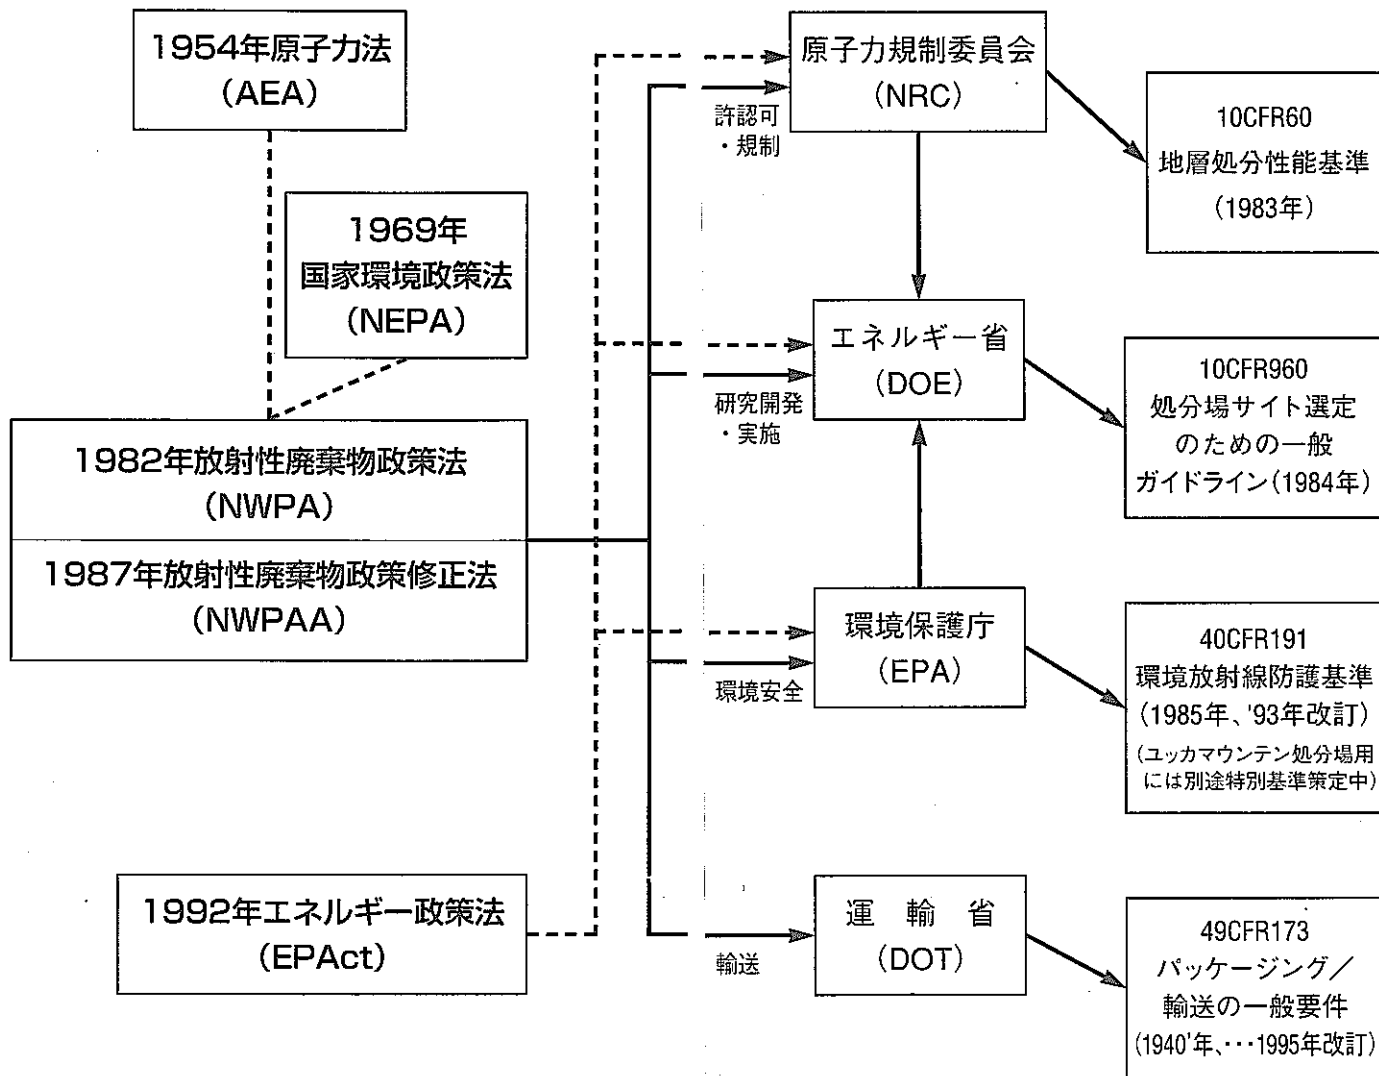 1954年原子力法
(AEA)
1969年
国家環境政策法
(NEPA)
1982年放射性廃棄物政策法
(NWPA)
1987年放射性廃棄物政策修正法
(NWPAA)
1992年エネルギー政策法
(EPAct)
許認可
・規制
研究開発
・実施
環境安全
輸送
原子力規制委員会
(NRC)
エネルギー省
(DOE)
環境保護庁
(EPA)
運 輸 省
(DOT)
10CFR60
地層処分性能基準
(1983年)
10CFR960
処分場サイト選定
のための一般
ガイドライン(1984年)
40CFR191
環境放射線防護基準
(1985年、'93年改訂)
(ユッカマウンテン処分場用
には別途特別基準策定中)
49CFR173
パッケージング/
輸送の一般要件
(1940'年、…1995年改訂)